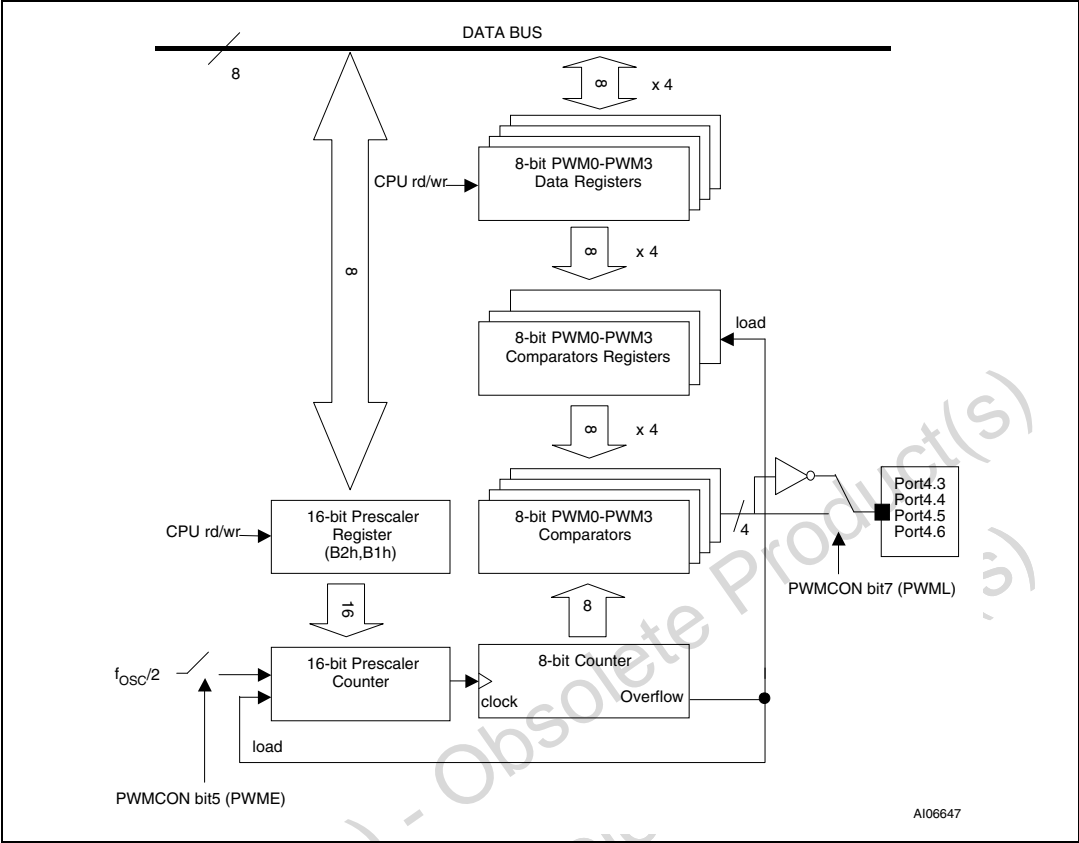 DATA BUS
8
8
x 4
8-bit PWM0-PWM3
Data Registers
CPU rd/wr
8
x 4
8
load
8-bit PWM0-PWM3
Comparators Registers
8
x 4
Port4.3
Port4.4
Port4.5
Port4.6
CPU rd/wr
16-bit Prescaler
Register
(B2h,B1h)
8-bit PWM0-PWM3
Comparators
4
PWMCON bit7 (PWML)
16
8
fOSC/2
16-bit Prescaler
Counter
8-bit Counter
clock
Overflow
load
PWMCON bit5 (PWME)
AI06647
) - Obsolete Product(s)
s)